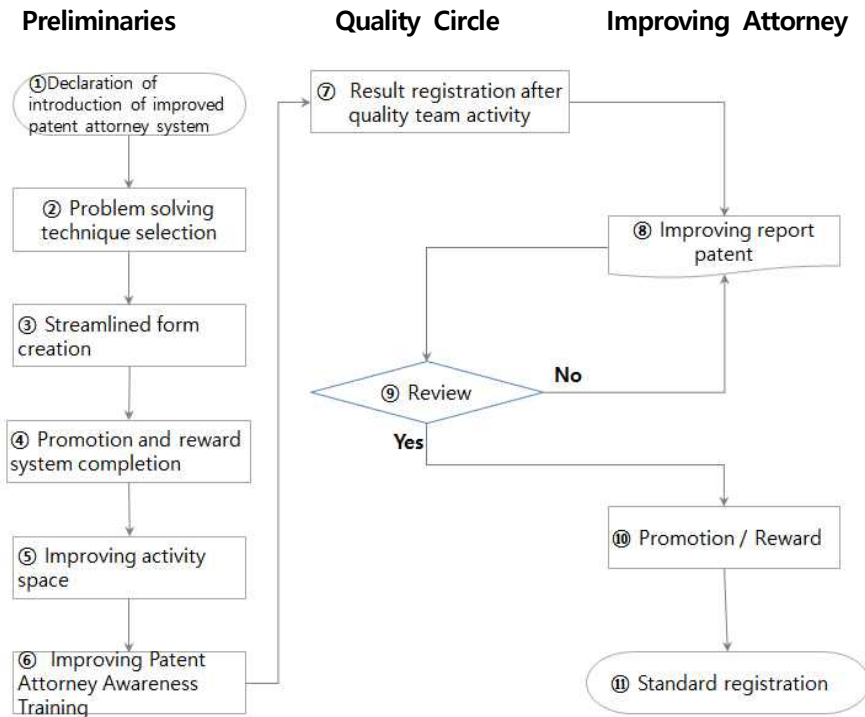 Preliminaries
Quality Circle
Improving Attorney
①Declaration of
introduction of improved
patent attorney system
② Problem solving
technique selection
③ Streamlined form
creation
④ Promotion and reward
system completion
⑤ Improving activity
space
⑥ Improving Patent
Attorney Awareness
Training
⑦ Result registration after
quality team activity
⑧ Improving report
patent
⑨ Review
No
Yes
⑩ Promotion / Reward
⑪ Standard registration